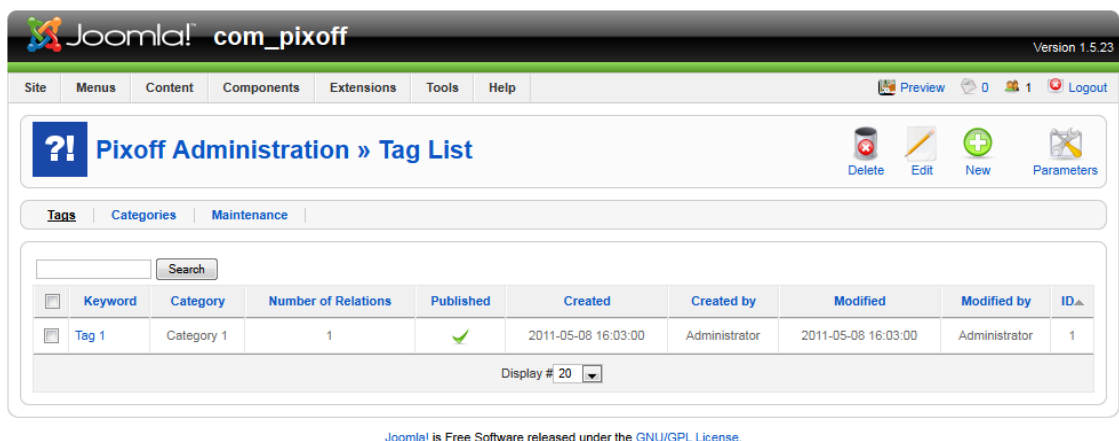 Joomla! com_pixoff
Version 1.5.23
Site Menus Content Components Extensions Tools Help Preview 0 1 Logout
?! Pixoff Administration » Tag List
Delete Edit New Parameters
Tags Categories Maintenance
Search
Keyword Category Number of Relations Published Created Created by Modified Modified by ID
Tag 1 Category 1 1 2011-05-08 16:03:00 Administrator 2011-05-08 16:03:00 Administrator 1
Display # 20
Joomla! is Free Software released under the GNU/GPL License.